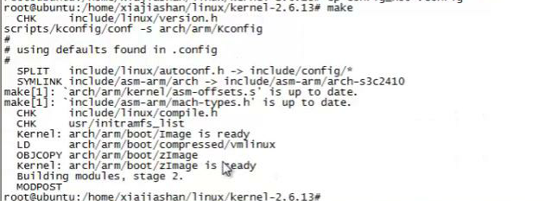 root@ubuntu:/home/xiajiashan/linux/kernel-2.6.13# make
CHK include/linux/version.h
scripts/kconfig/conf -s arch/arm/Kconfig
#
# using defaults found in .config
#
SPLIT include/linux/autoconf.h -> include/config/*
SYMLINK include/asm-arm/arch -> include/asm-arm/arch-s3c2410
make[1]: `arch/arm/kernel/asm-offsets.s' is up to date.
make[1]: `include/asm-arm/mach-types.h' is up to date.
CHK include/linux/compile.h
CHK usr/initramfs_list
Kernel: arch/arm/boot/Image is ready
LD arch/arm/boot/compressed/vmlinux
OBJCOPY arch/arm/boot/zImage
Kernel: arch/arm/boot/zImage is ready
Building modules, stage 2.
MODPOST
root@ubuntu:/home/xiajiashan/linux/kernel-2.6.13#